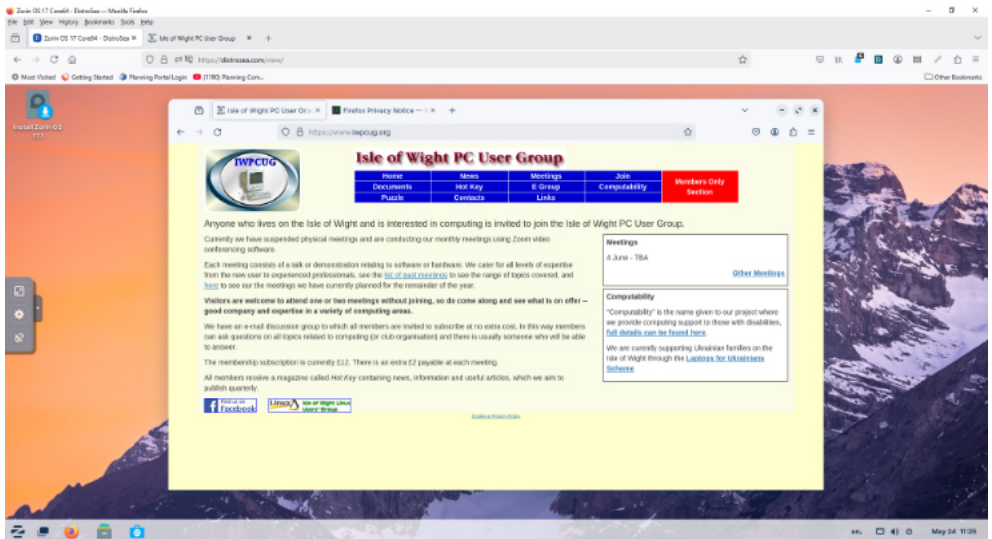 Zorin OS 17 Core64 - DistroSea — Mozilla Firefox
File Edit View History Bookmarks Tools Help
Zorin OS 17 Core64 - DistroSea
Isle of Wight PC User Group
https://distrosea.com/view/
Most Visited Getting Started Planning Portal Login (1190) Planning Com...
Other Bookmarks
Install Zorin OS
17.1
Isle of Wight PC User Gro
Firefox Privacy Notice —
https://www.iwpcug.org
IWPCUG
Isle of Wight PC User Group
Home News Meetings Join
Documents Hot Key E Group Computability
Puzzle Contacts Links
Members Only
Section
Anyone who lives on the Isle of Wight and is interested in computing is invited to join the Isle of Wight PC User Group.
Currently we have suspended physical meetings and are conducting our monthly meetings using Zoom video
conferencing software.
Each meeting consists of a talk or demonstration relating to software or hardware. We cater for all levels of expertise
from the new user to experienced professionals, see the list of past meetings to see the range of topics covered, and
here to see our the meetings we have currently planned for the remainder of the year.
Visitors are welcome to attend one or two meetings without joining, so do come along and see what is on offer –
good company and expertise in a variety of computing areas.
We have an e-mail discussion group to which all members are invited to subscribe at no extra cost. In this way members
can ask questions on all topics related to computing (or club organisation) and there is usually someone who will be able
to answer.
The membership subscription is currently £12. There is an extra £2 payable at each meeting.
All members receive a magazine called Hot Key containing news, information and useful articles, which we aim to
publish quarterly.
Find us on
Facebook
Linux
Isle of Wight Linux
Users' Group
Cookie & Privacy Policy
Meetings
4 June - TBA
Other Meetings
Computability
"Computability" is the name given to our project where
we provide computing support to those with disabilities,
full details can be found here.
We are currently supporting Ukrainian families on the
Isle of Wight through the Laptops for Ukrainians
Scheme
May 24 11:25